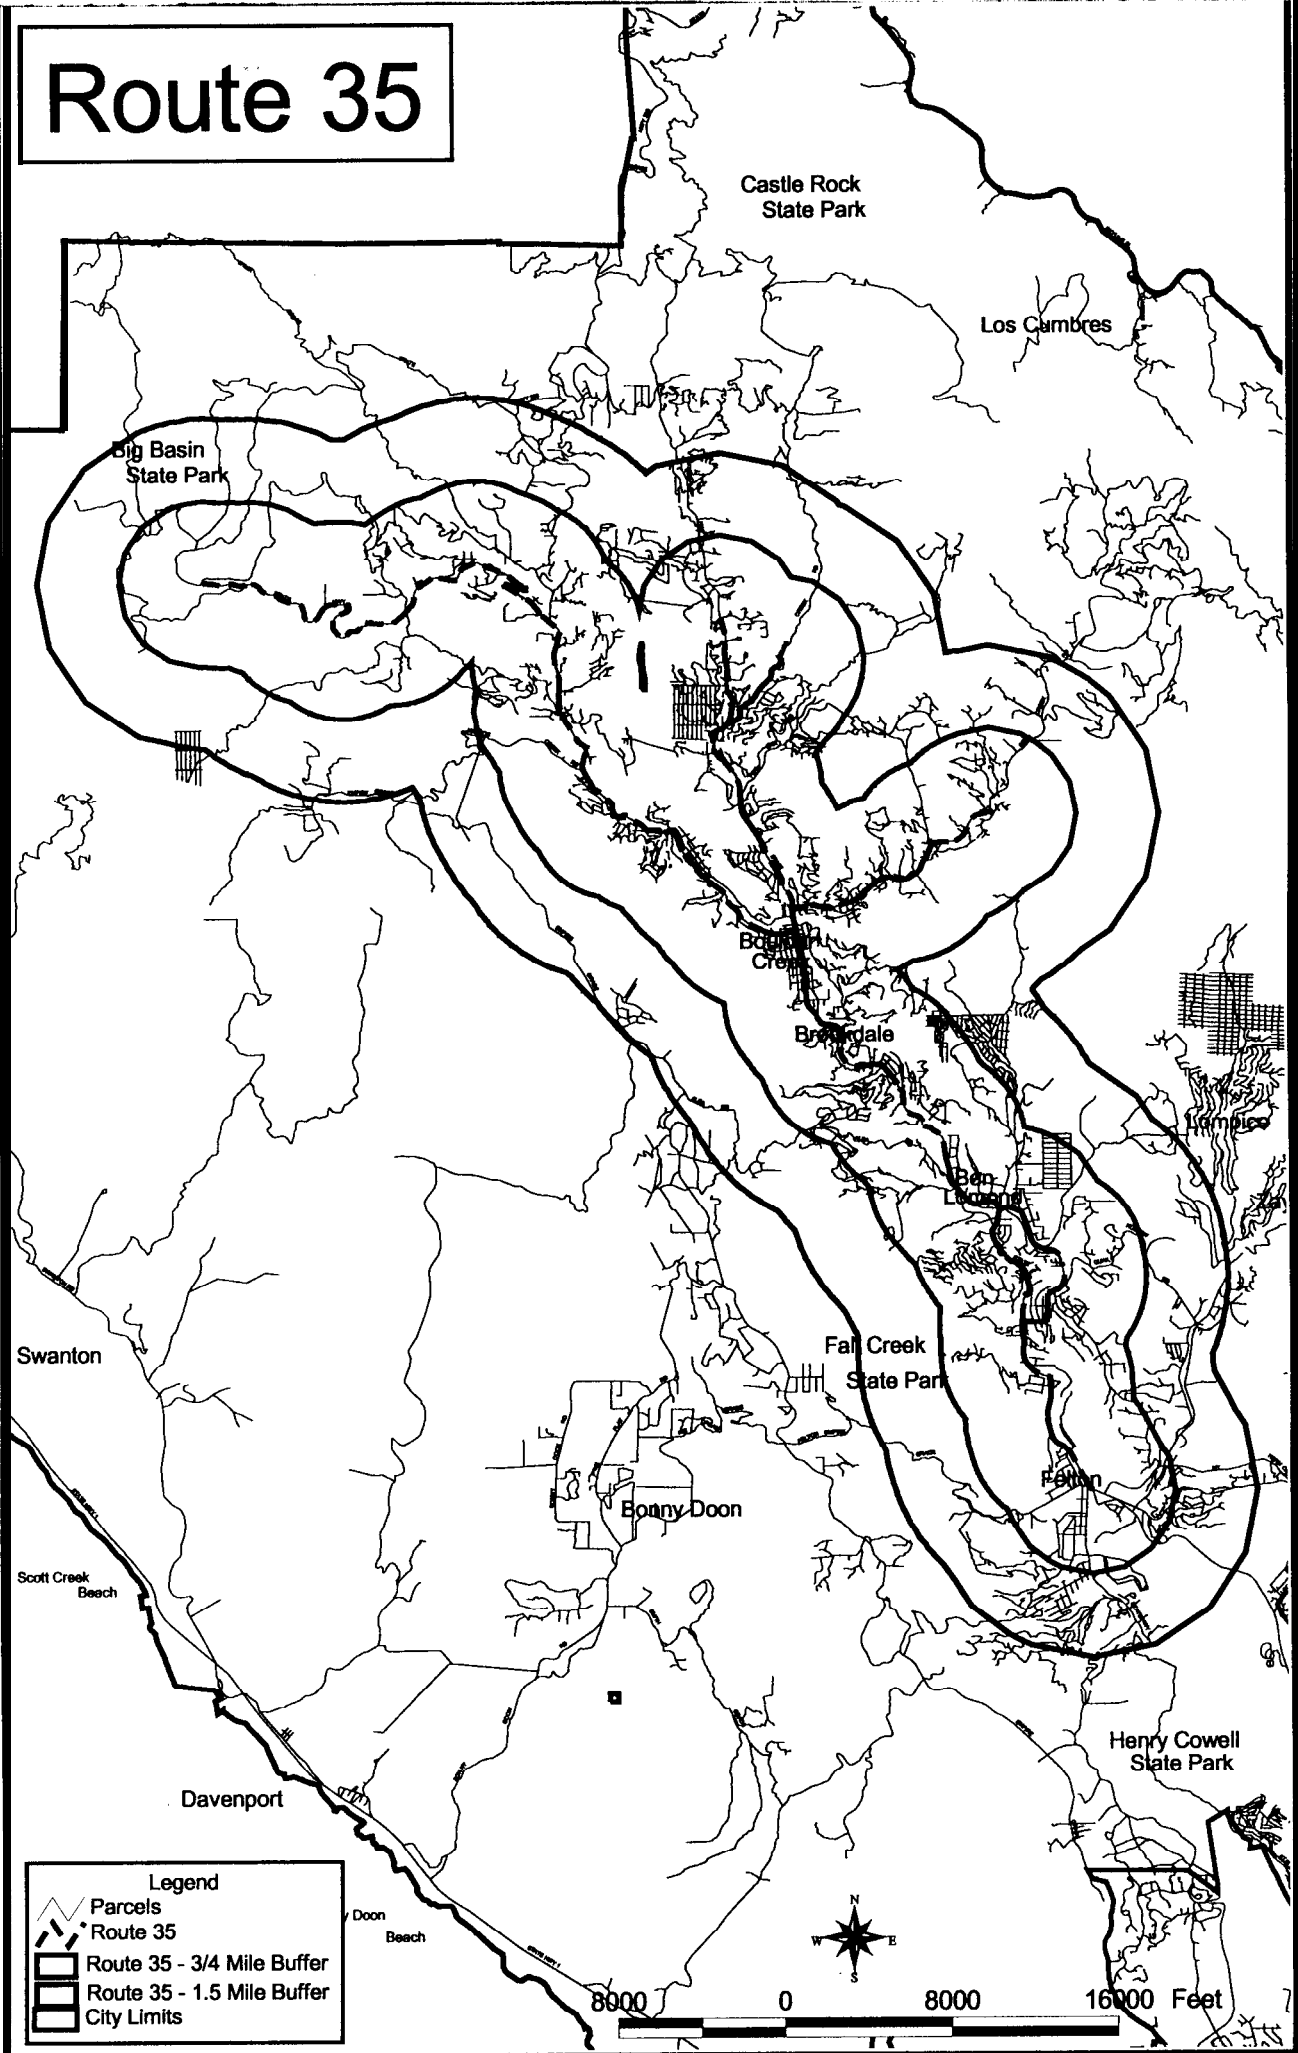 Route 35
Castle Rock
State Park
Los Cumbres
Big Basin
State Park
Boulder
Creek
Brookdale
Lompico
Ben
Lomond
Swanton
Fall Creek
State Park
Felton
Bonny Doon
Scott Creek
Beach
Henry Cowell
State Park
Davenport
Legend
Parcels
Route 35
Route 35 - 3/4 Mile Buffer
Route 35 - 1.5 Mile Buffer
City Limits
Doon
Beach
N
W E
S
8000 0 8000 16000 Feet